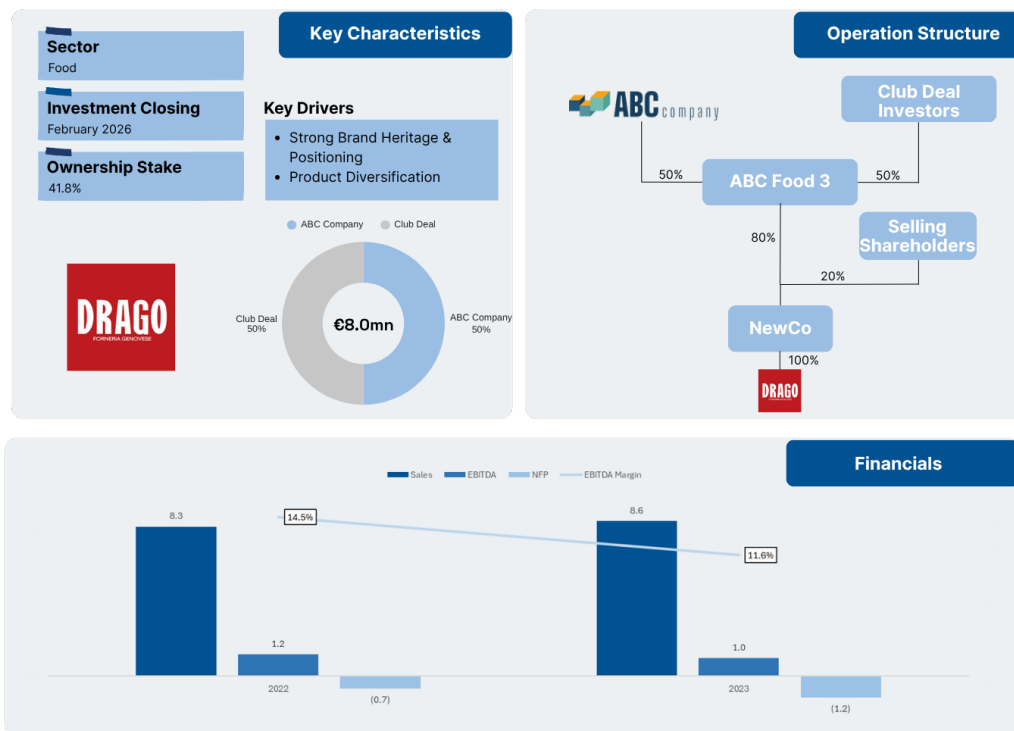 Key Characteristics
Sector
Food
Investment Closing
February 2026
Ownership Stake
41.8%
Key Drivers
• Strong Brand Heritage &
Positioning
• Product Diversification
ABC Company
Club Deal
Club Deal
50%
€8.0mn
ABC Company
50%
DRAGO
FORNERIA GENOVESE
Operation Structure
ABC company
Club Deal
Investors
50%
ABC Food 3
50%
80%
Selling
Shareholders
20%
NewCo
100%
DRAGO
Financials
Sales
EBITDA
NFP
EBITDA Margin
8.3
14.5%
8.6
11.6%
1.2
1.0
2022
2023
(0.7)
(1.2)